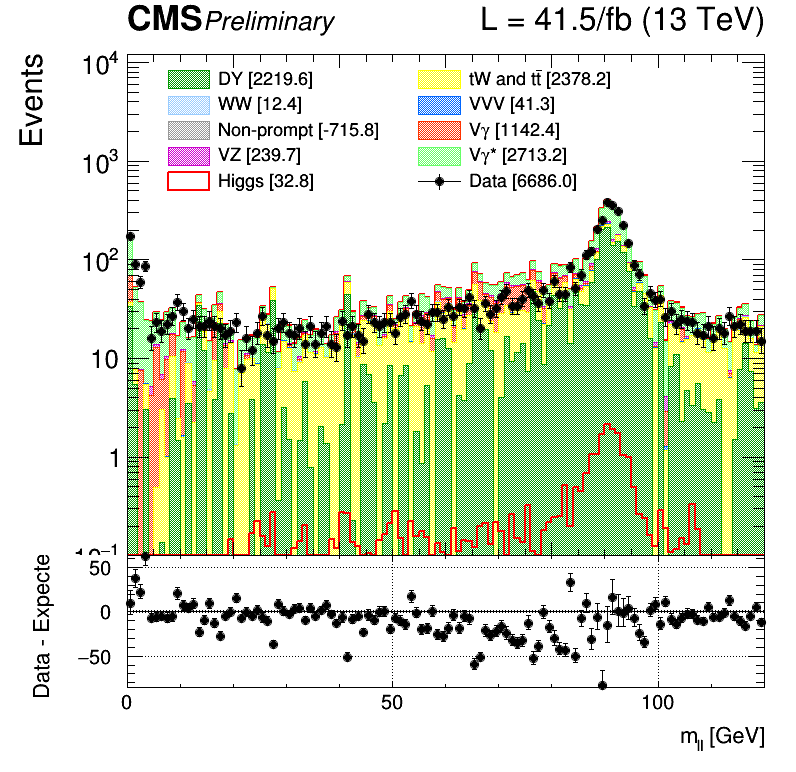 CMS Preliminary L = 41.5/fb (13 TeV)
Events
10⁴
10³
10²
10
1
10⁻¹
DY [2219.6] tW and tt̄ [2378.2]
WW [12.4] VVV [41.3]
Non-prompt [-715.8] Vγ [1142.4]
VZ [239.7] Vγ* [2713.2]
Higgs [32.8] Data [6686.0]
Data - Expecte
50
0
−50
0 50 100
m_ll [GeV]